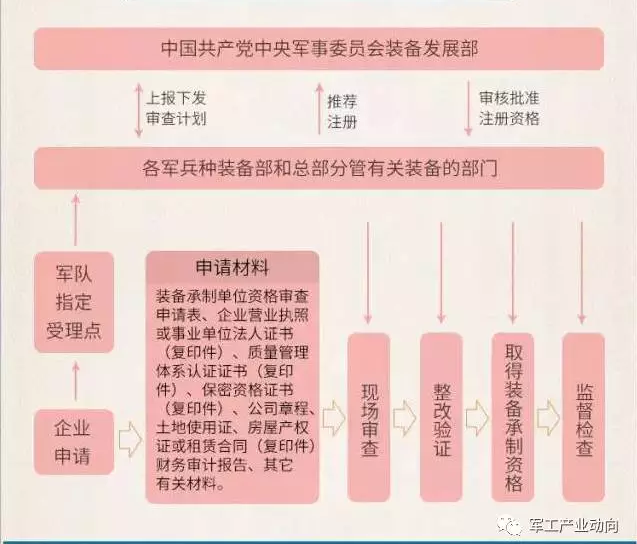 中国共产党中央军事委员会装备发展部
上报下发
审查计划
推荐
注册
审核批准
注册资格
各军兵种装备部和总部分管有关装备的部门
军队
指定
受理点
企业
申请
申请材料
装备承制单位资格审查
申请表、企业营业执照
或事业单位法人证书
（复印件）、质量管理
体系认证证书（复印
件）、保密资格证书
（复印件）、公司章程、
土地使用证、房屋产权
证或租赁合同（复印件）
财务审计报告、其它
有关材料。
现场审查
整改验证
取得装备承制资格
监督检查
军工产业动向